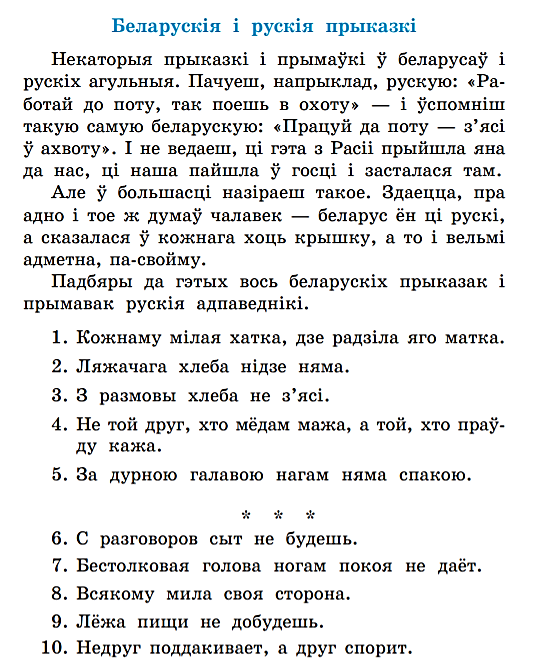 Беларускія і рускія прыказкі
Некаторыя прыказкі і прымаўкі ў беларусаў і
рускіх агульныя. Пачуеш, напрыклад, рускую: «Ра-
ботай до поту, так поешь в охоту» — і ўспомніш
такую самую беларускую: «Працуй да поту — з’ясі
ў ахвоту». І не ведаеш, ці гэта з Расіі прыйшла яна
да нас, ці наша пайшла ў госці і засталася там.
Але ў большасці назіраеш такое. Здаецца, пра
адно і тое ж думаў чалавек — беларус ён ці рускі,
а сказалася ў кожнага хоць крышку, а то і вельмі
адметна, па-свойму.
Падбяры да гэтых вось беларускіх прыказак і
прымавак рускія адпаведнікі.
1. Кожнаму мілая хатка, дзе радзіла яго матка.
2. Ляжачага хлеба нідзе няма.
3. З размовы хлеба не з’ясі.
4. Не той друг, хто мёдам мажа, а той, хто праў-
ду кажа.
5. За дурною галавою нагам няма спакою.
* * *
6. С разговоров сыт не будешь.
7. Бестолковая голова ногам покоя не даёт.
8. Всякому мила своя сторона.
9. Лёжа пищи не добудешь.
10. Недруг поддакивает, а друг спорит.